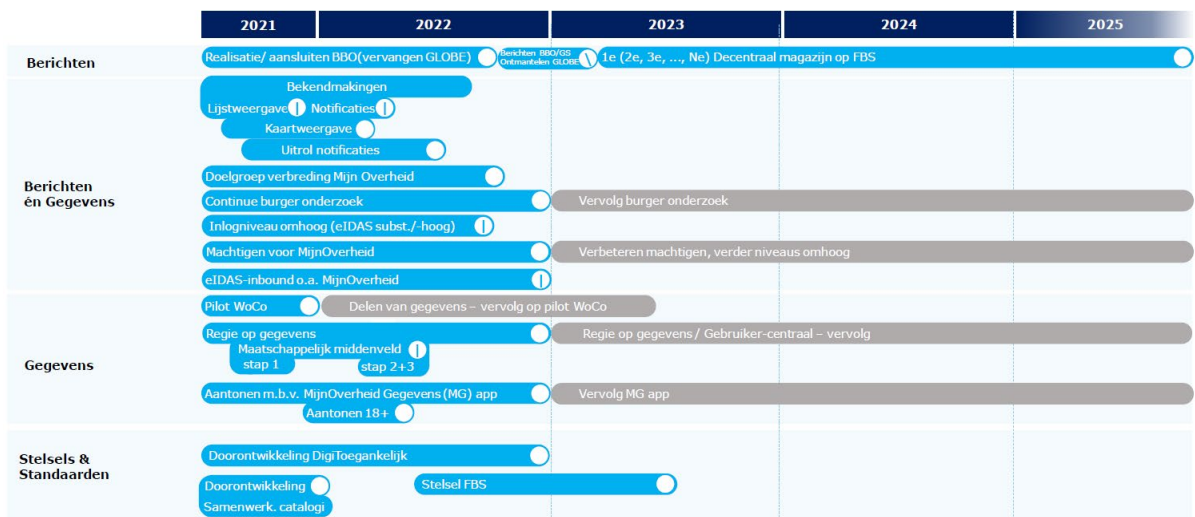 2021 2022 2023 2024 2025
Berichten
Realisatie/ aansluiten BBO(vervangen GLOBE)
Berichten BBO/GS
Ontmantelen GLOBE
1e (2e, 3e, ..., Ne) Decentraal magazijn op FBS
Berichten
én Gegevens
Bekendmakingen
Lijstweergave Notificaties
Kaartweergave
Uitrol notificaties
Doelgroep verbreding Mijn Overheid
Continue burger onderzoek
Vervolg burger onderzoek
Inlogniveau omhoog (eIDAS subst./-hoog)
Machtigen voor MijnOverheid
Verbeteren machtigen, verder niveaus omhoog
eIDAS-inbound o.a. MijnOverheid
Gegevens
Pilot WoCo
Delen van gegevens – vervolg op pilot WoCo
Regie op gegevens
Regie op gegevens / Gebruiker-centraal – vervolg
Maatschappelijk middenveld
stap 1 stap 2+3
Aantonen m.b.v. MijnOverheid Gegevens (MG) app
Vervolg MG app
Aantonen 18+
Stelsels &
Standaarden
Doorontwikkeling DigiToegankelijk
Stelsel FBS
Doorontwikkeling
Samenwerk. catalogi